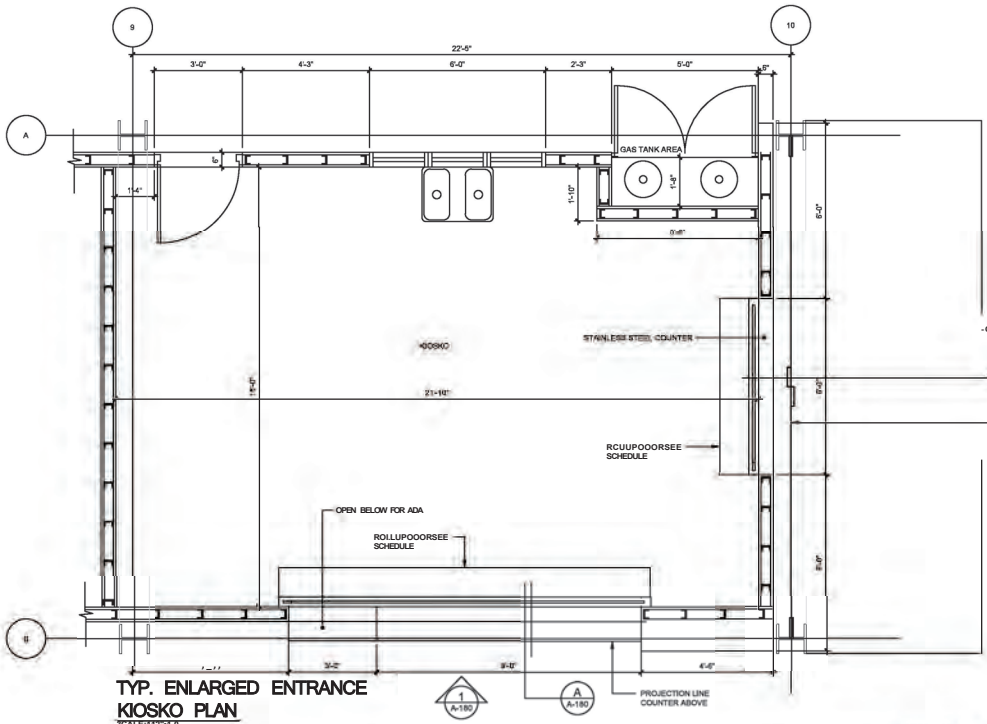 9
10
22'-5"
3'-0"
4'-3"
6'-0"
2'-3"
5'-0"
6"
A
GAS TANK AREA
6"
1'-4"
1'-10"
1'-8"
6'-0"
KIOSKO
STAINLESS STEEL COUNTER
21'-10"
RCUUPOOORSEE
SCHEDULE
OPEN BELOW FOR ADA
ROLLUPOOORSEE
SCHEDULE
3'-0"
4'-6"
TYP. ENLARGED ENTRANCE
KIOSKO PLAN
1
A-180
A
A-180
PROJECTION LINE
COUNTER ABOVE